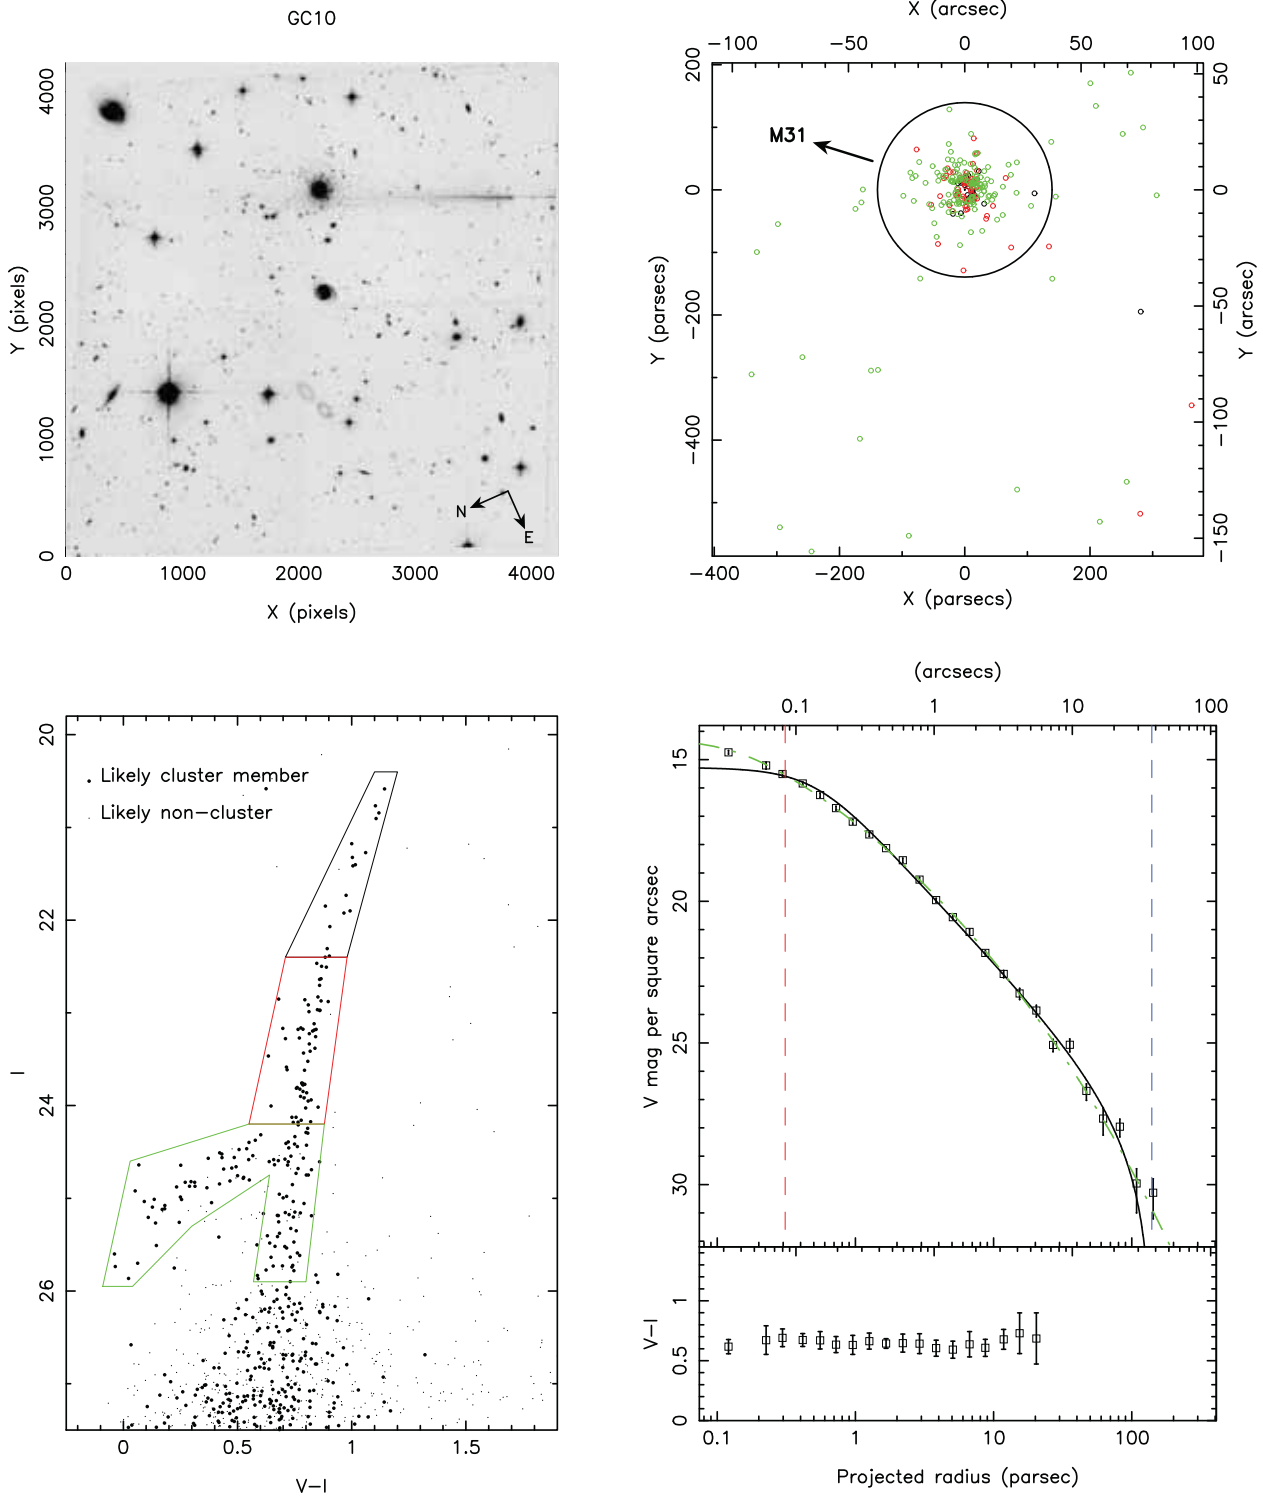 GC10
4000
3000
2000
1000
0
Y (pixels)
0 1000 2000 3000 4000
X (pixels)
N
E
X (arcsec)
−100 −50 0 50 100
200
0
−200
−400
Y (parsecs)
50
0
−50
−100
−150
Y (arcsec)
M31
−400 −200 0 200
X (parsecs)
20
22
24
26
I
Likely cluster member
Likely non−cluster
0 0.5 1 1.5
V−I
(arcsecs)
0.1 1 10 100
15
20
25
30
V mag per square arcsec
1
0.5
0
V−I
0.1 1 10 100
Projected radius (parsec)